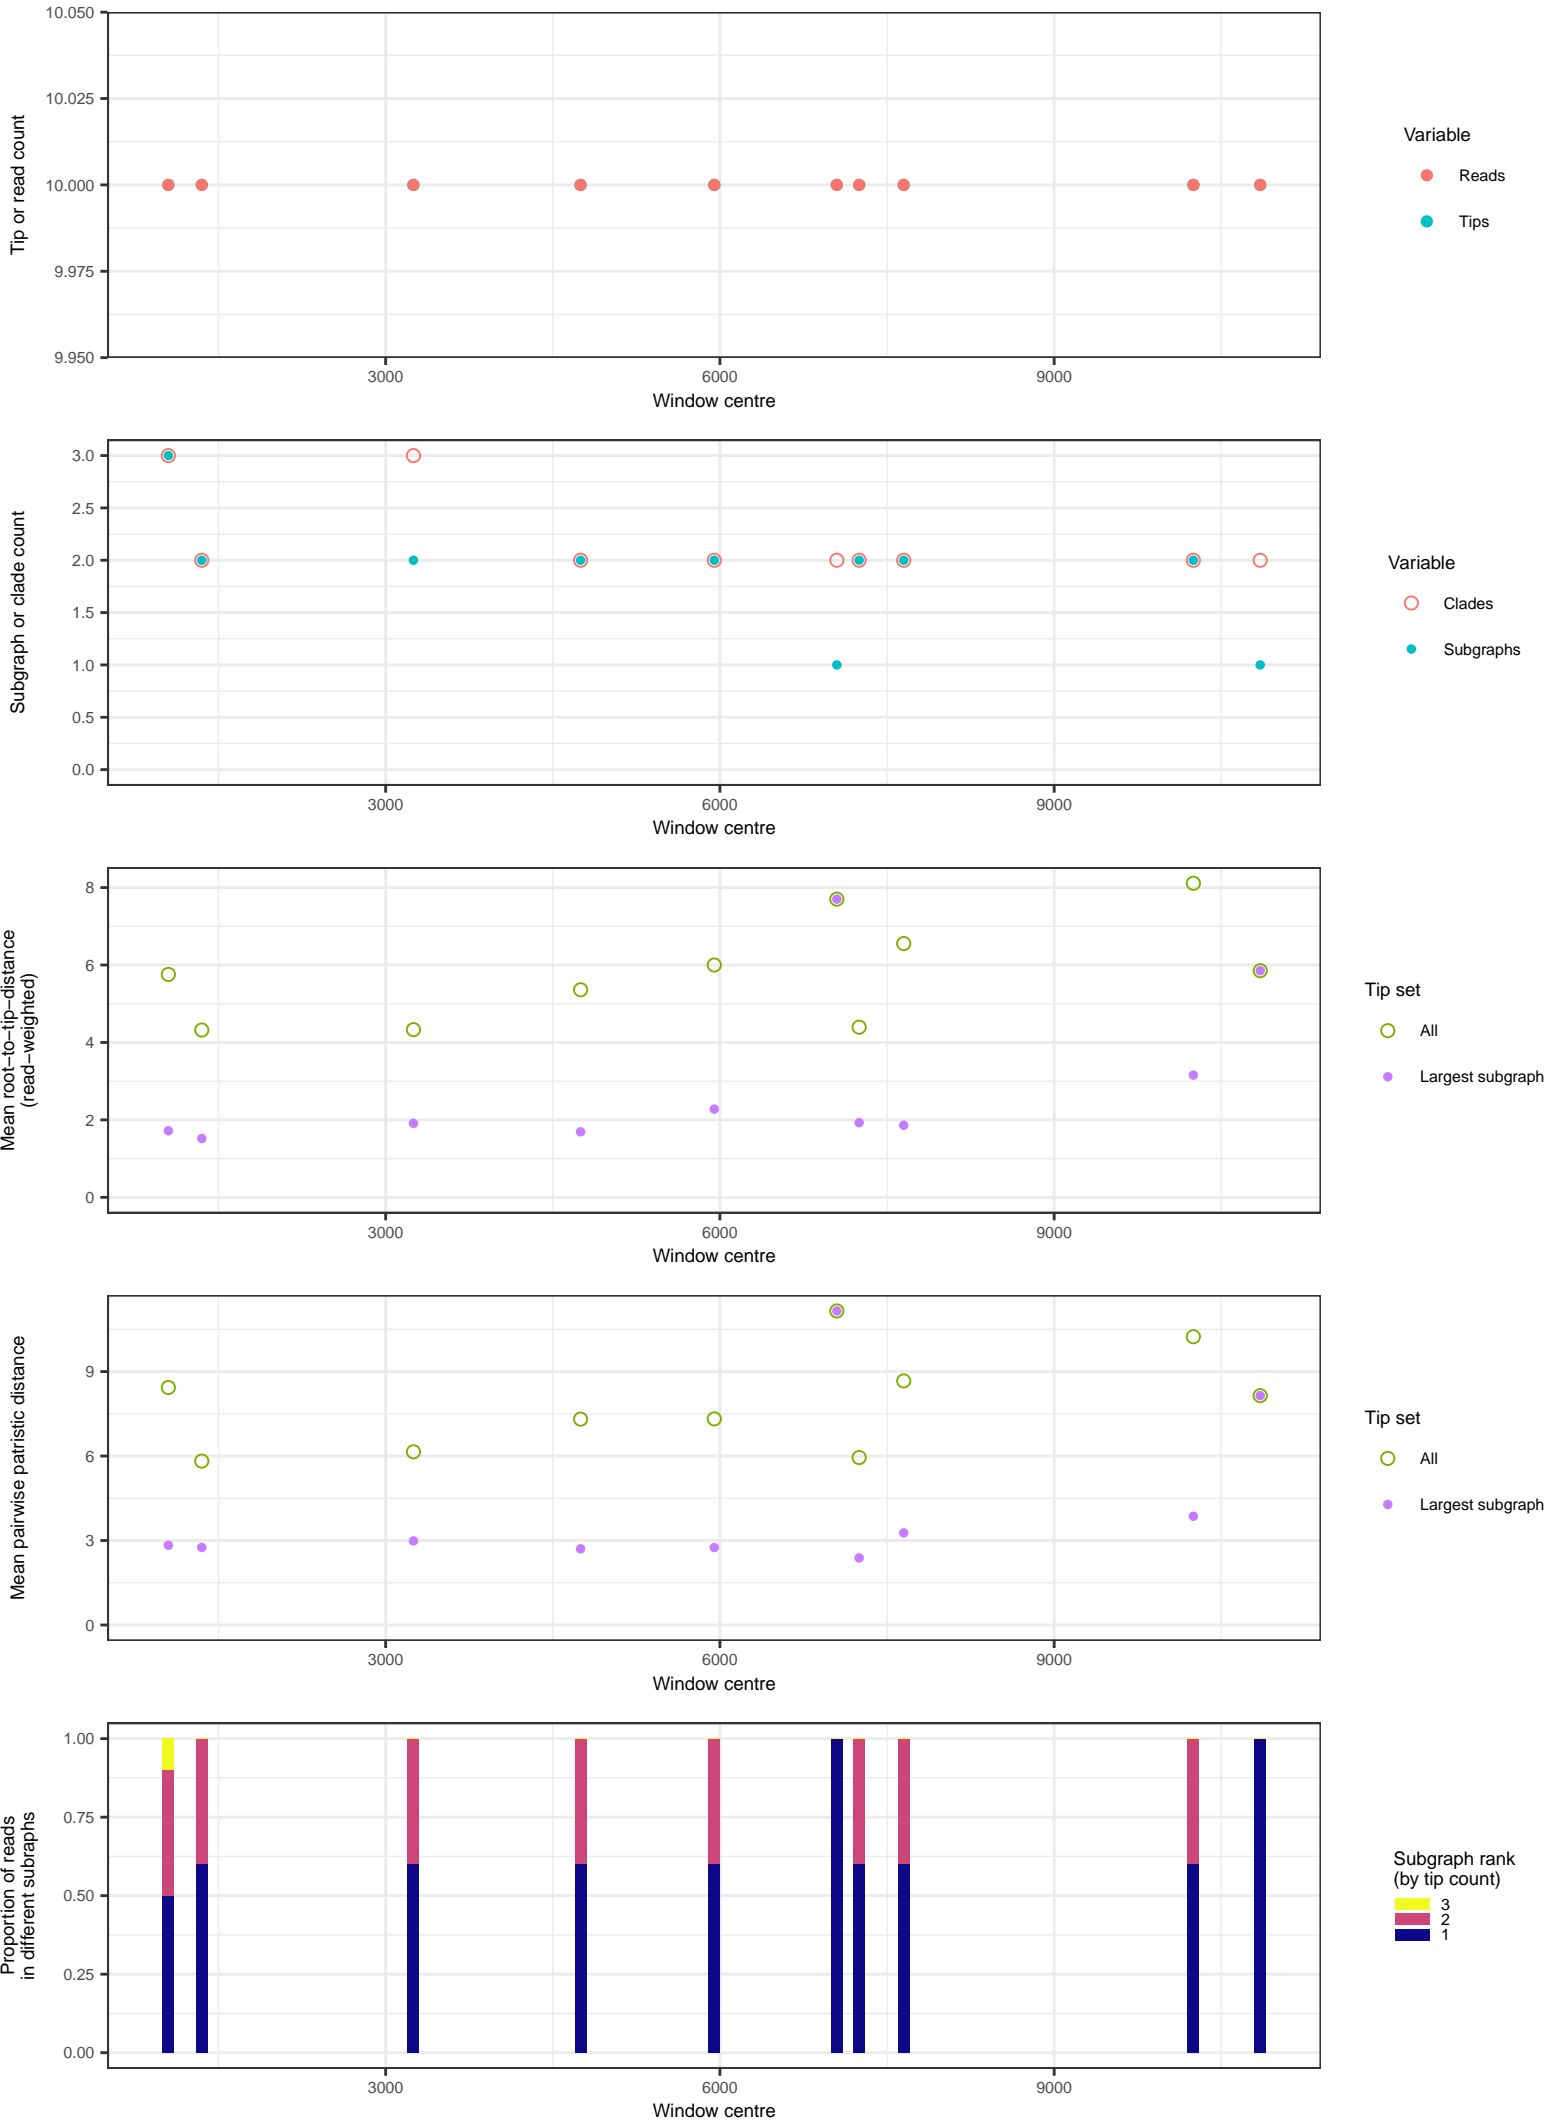 10.050
10.025
10.000
9.975
9.950
Tip or read count
3000 6000 9000
Window centre
Variable
Reads
Tips
3.0
2.5
2.0
1.5
1.0
0.5
0.0
Subgraph or clade count
3000 6000 9000
Window centre
Variable
Clades
Subgraphs
8
6
4
2
0
Mean root−to−tip−distance
(read−weighted)
3000 6000 9000
Window centre
Tip set
All
Largest subgraph
9
6
3
0
Mean pairwise patristic distance
3000 6000 9000
Window centre
Tip set
All
Largest subgraph
1.00
0.75
0.50
0.25
0.00
Proportion of reads
in different subraphs
3000 6000 9000
Window centre
Subgraph rank
(by tip count)
3
2
1